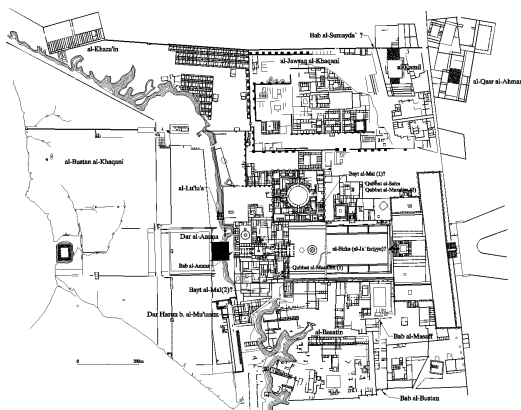 Bab al-Sumayda` ?
al-Khaza'in
al-Jawsaq al-Khaqani
al-Kamil
al-Qasr al-Ahmar
al-Bustan al-Khaqani
Bayt al-Mal (1)?
al-Lu'lu'a
Qubbat al-Sahn
Dar al-Amma
al-Birka (al-Ja`fariyya)?
Bab al-Amma
Qubbat al-Mazalim (1)
Bayt al-Mal(2)?
Dar Harun b. al-Mu'tasim
al-Basatin
Bab al-Masaff
0 200m
Bab al-Bustan